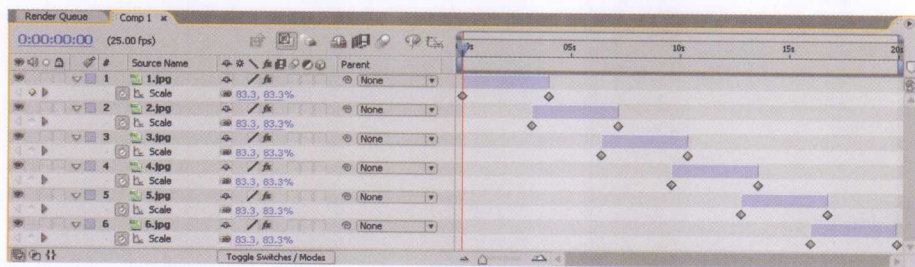 Render Queue Comp 1 ×
0:00:00:00 (25.00 fps)
0s 05s 10s 15s 20s
# Source Name Parent
1 1.jpg None
Scale 83.3, 83.3%
2 2.jpg None
Scale 83.3, 83.3%
3 3.jpg None
Scale 83.3, 83.3%
4 4.jpg None
Scale 83.3, 83.3%
5 5.jpg None
Scale 83.3, 83.3%
6 6.jpg None
Scale 83.3, 83.3%
Toggle Switches / Modes